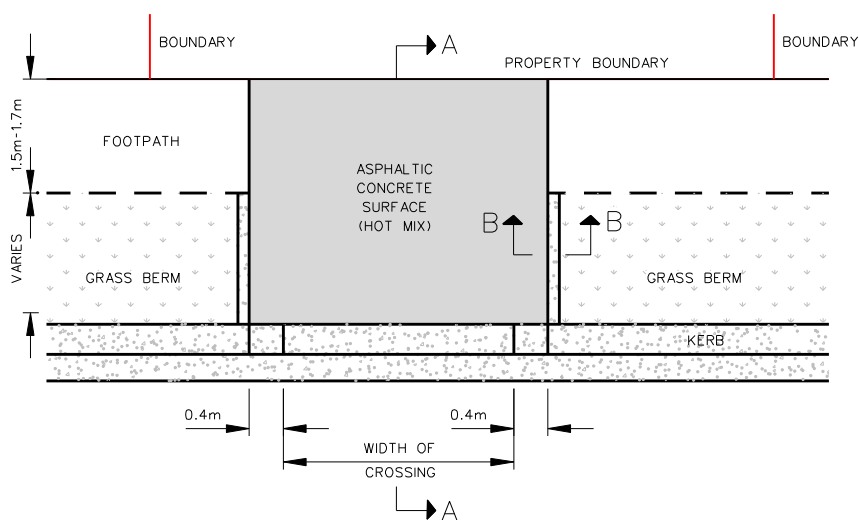 BOUNDARY
A
BOUNDARY
PROPERTY BOUNDARY
1.5m-1.7m
FOOTPATH
ASPHALTIC
CONCRETE
SURFACE
(HOT MIX)
B
B
VARIES
GRASS BERM
GRASS BERM
KERB
0.4m
0.4m
WIDTH OF
CROSSING
A